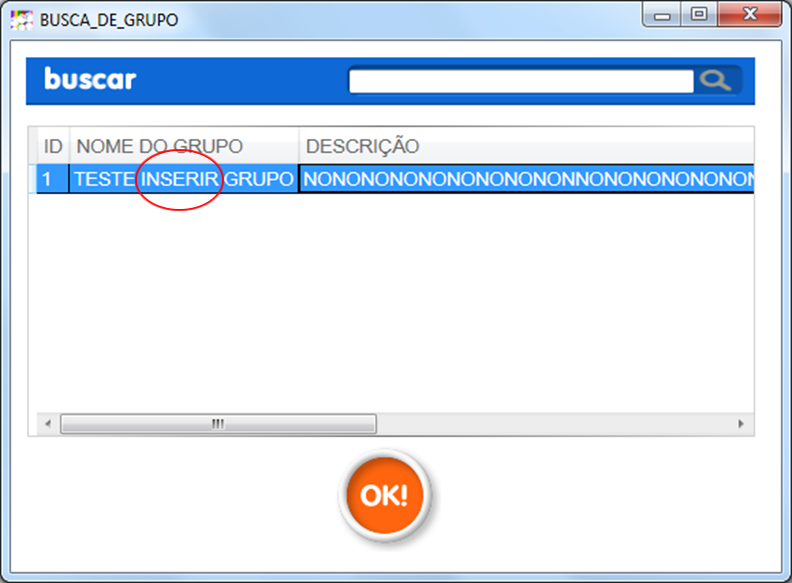 BUSCA_DE_GRUPO
buscar
ID NOME DO GRUPO DESCRIÇÃO
1 TESTE INSERIR GRUPO NONONONONONONONONONNONONONONONON
OK!